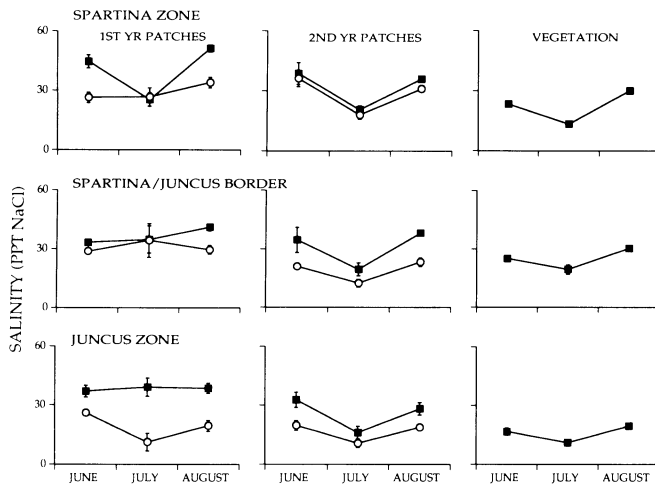 SPARTINA ZONE
60
1ST YR PATCHES
2ND YR PATCHES
VEGETATION
30
0
SPARTINA/JUNCUS BORDER
60
30
0
SALINITY (PPT NaCl)
JUNCUS ZONE
60
30
0
JUNE JULY AUGUST JUNE JULY AUGUST JUNE JULY AUGUST